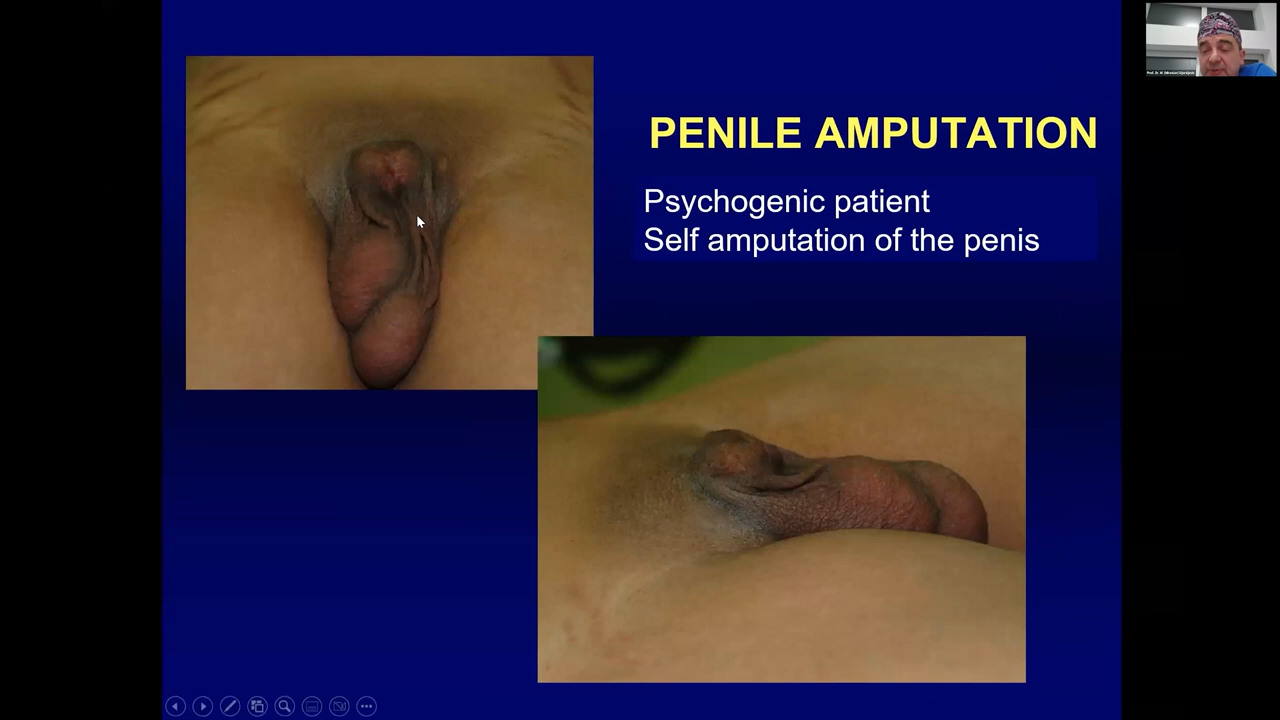 PENILE AMPUTATION
Psychogenic patient
Self amputation of the penis